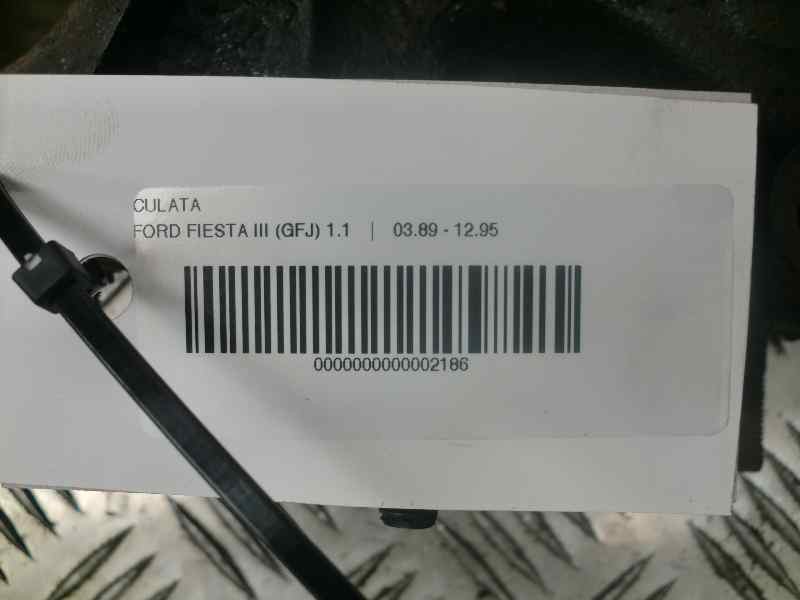 CULATA
FORD FIESTA III (GFJ) 1.1 | 03.89 - 12.95
0000000000002186